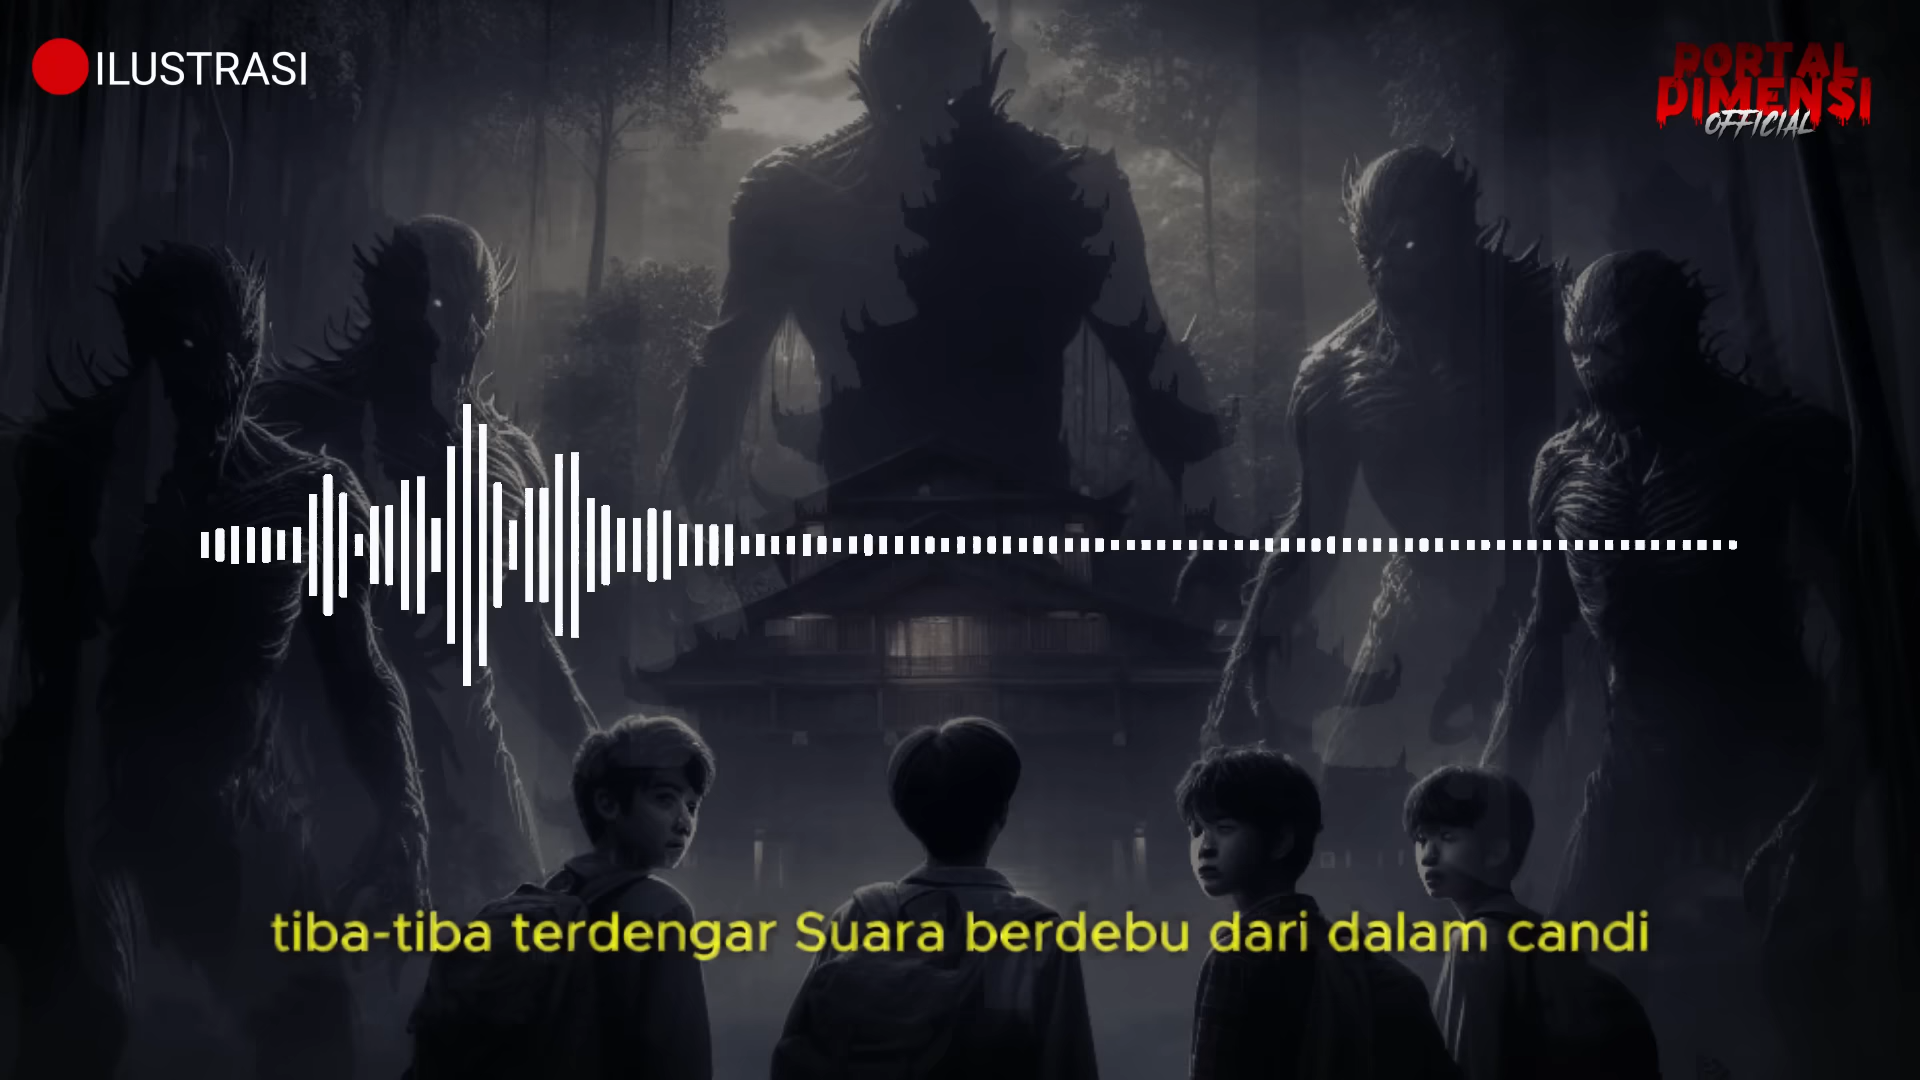 ILUSTRASI
PORTAL
DIMENSI
OFFICIAL
tiba-tiba terdengar Suara berdebu dari dalam candi